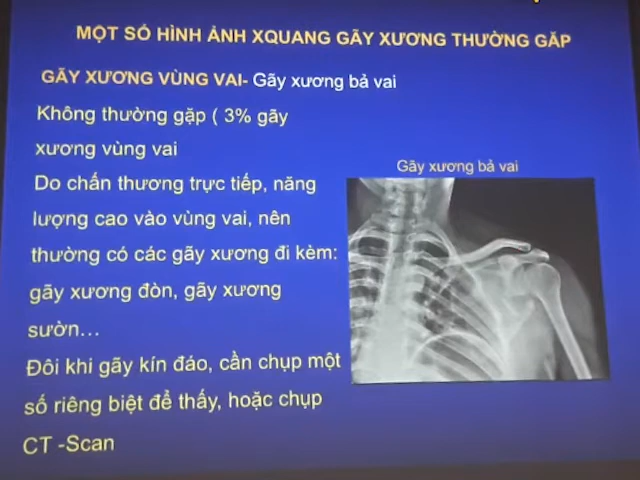 MỘT SỐ HÌNH ẢNH XQUANG GÃY XƯƠNG THƯỜNG GẶP
GÃY XƯƠNG VÙNG VAI- Gãy xương bả vai
Không thường gặp ( 3% gãy
xương vùng vai
Do chấn thương trực tiếp, năng
lượng cao vào vùng vai, nên
thường có các gãy xương đi kèm:
gãy xương đòn, gãy xương
sườn...
Đôi khi gãy kín đáo, cần chụp một
số riêng biệt để thấy, hoặc chụp
CT -Scan
Gãy xương bả vai